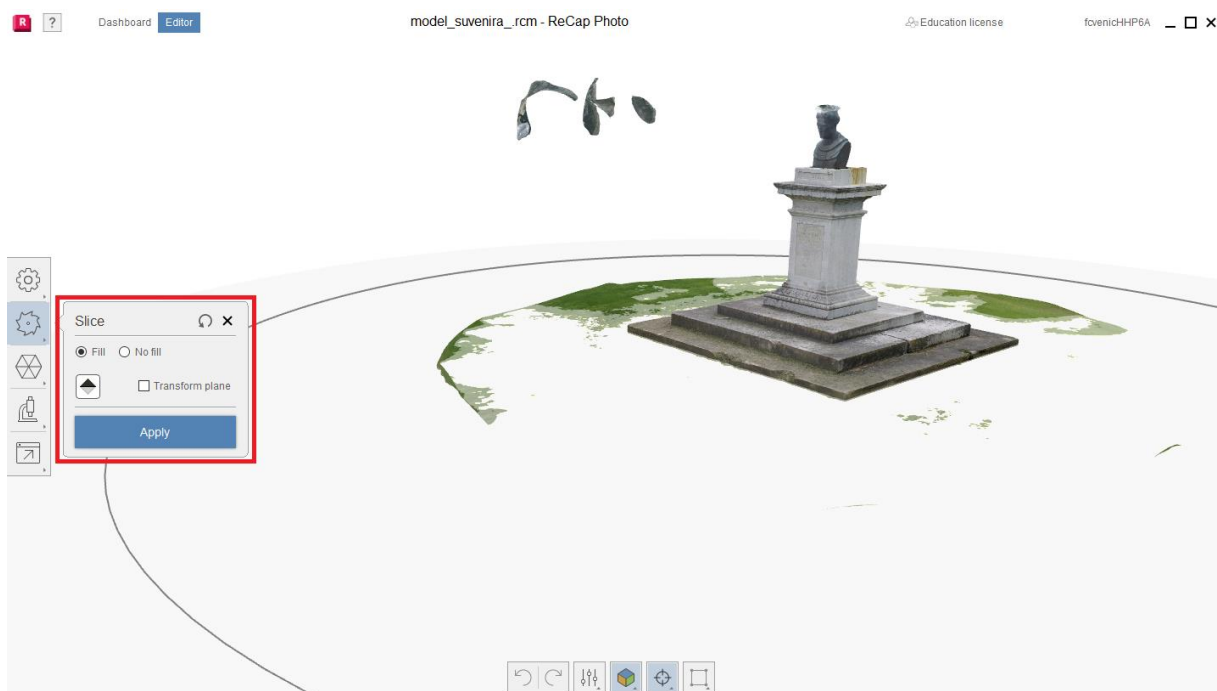 R ? Dashboard Editor model_suvenira_.rcm - ReCap Photo Education license fcvenicHHP6A
Slice
Fill No fill
Transform plane
Apply